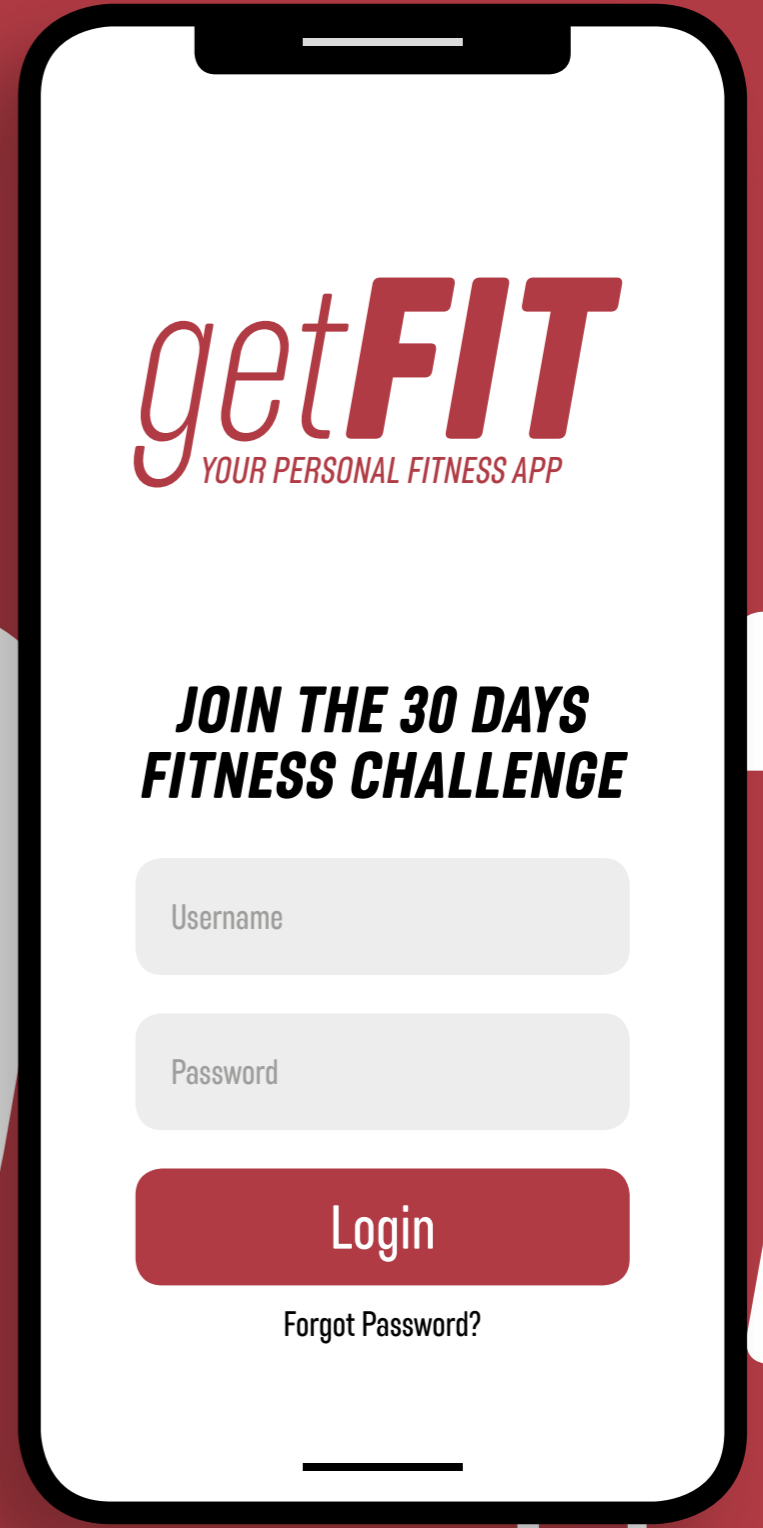 getFIT
YOUR PERSONAL FITNESS APP
JOIN THE 30 DAYS
FITNESS CHALLENGE
Username
Password
Login
Forgot Password?